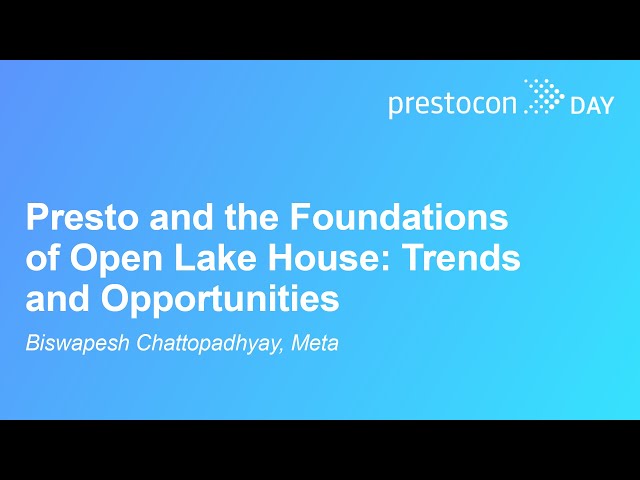 prestocon DAY
Presto and the Foundations
of Open Lake House: Trends
and Opportunities
Biswapesh Chattopadhyay, Meta